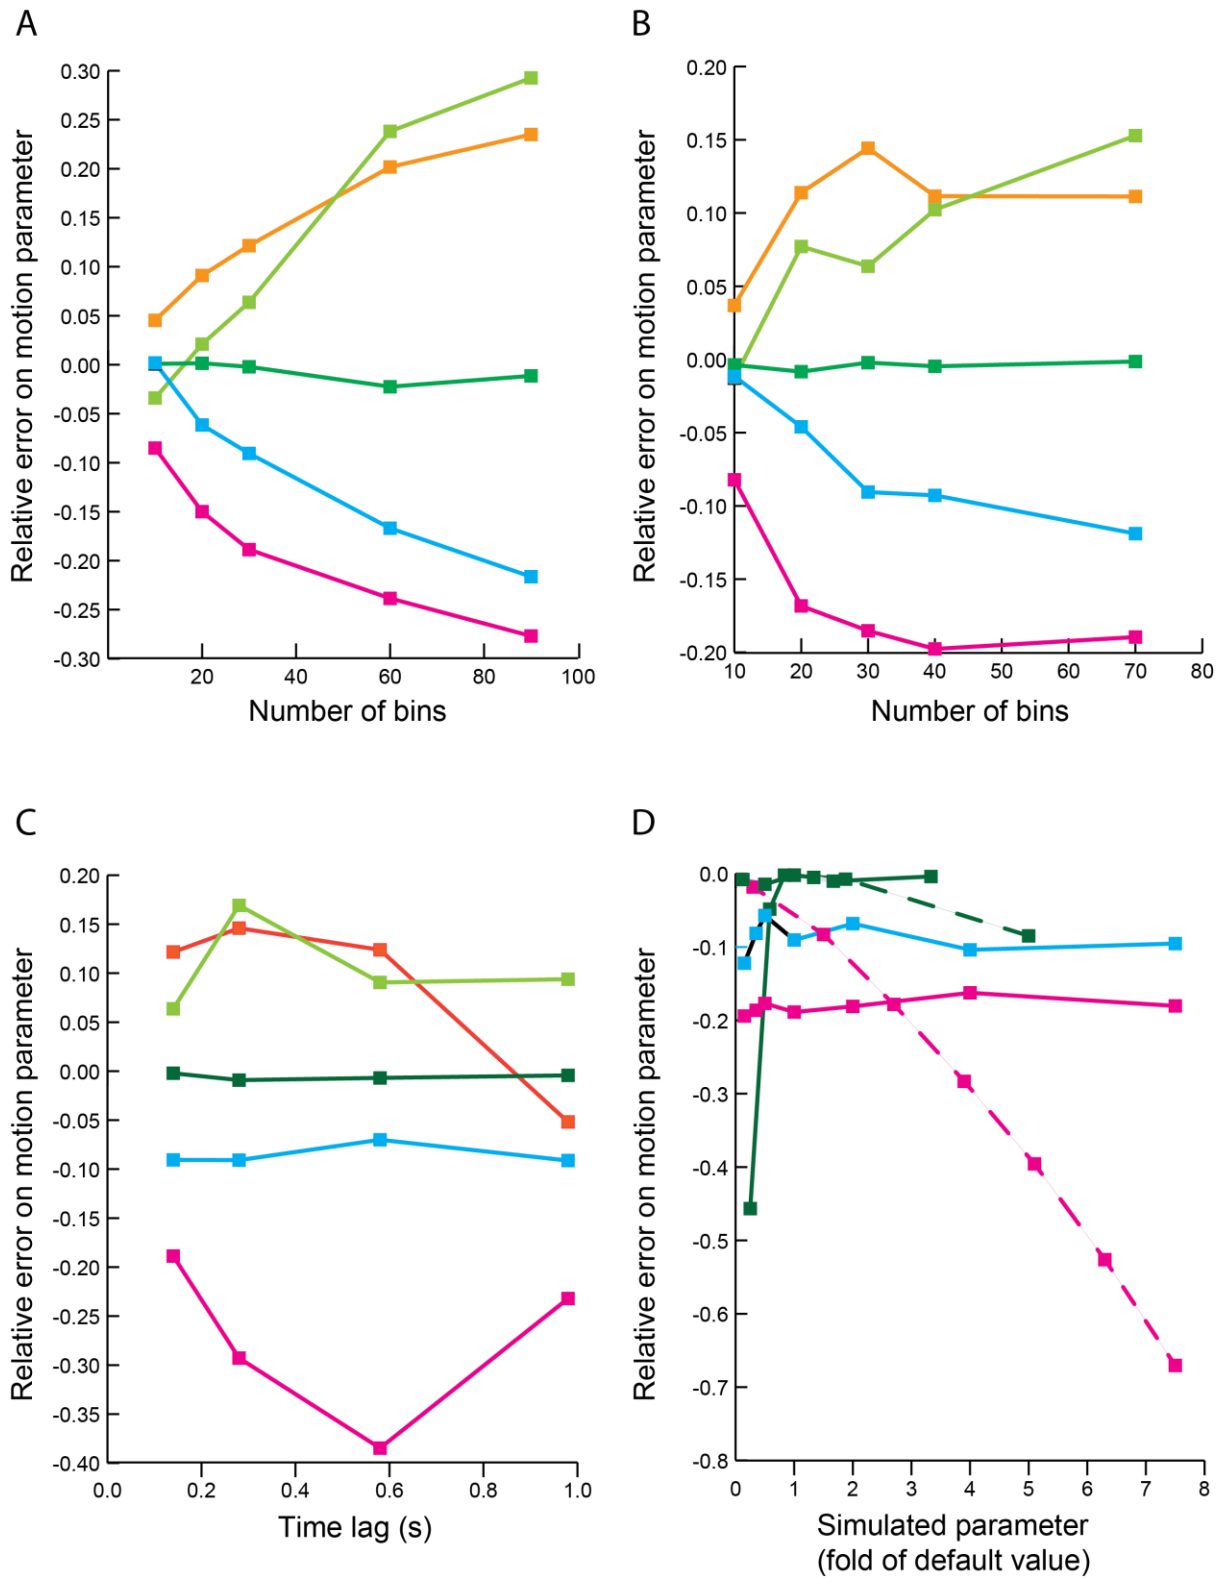 A
Relative error on motion parameter
0.30
0.25
0.20
0.15
0.10
0.05
0.00
-0.05
-0.10
-0.15
-0.20
-0.25
-0.30
20 40 60 80 100
Number of bins
B
Relative error on motion parameter
0.20
0.15
0.10
0.05
0.00
-0.05
-0.10
-0.15
-0.20
10 20 30 40 50 60 70 80
Number of bins
C
Relative error on motion parameter
0.20
0.15
0.10
0.05
0.00
-0.05
-0.10
-0.15
-0.20
-0.25
-0.30
-0.35
-0.40
0.0 0.2 0.4 0.6 0.8 1.0
Time lag (s)
D
Relative error on motion parameter
0.0
-0.1
-0.2
-0.3
-0.4
-0.5
-0.6
-0.7
-0.8
0 1 2 3 4 5 6 7 8
Simulated parameter
(fold of default value)